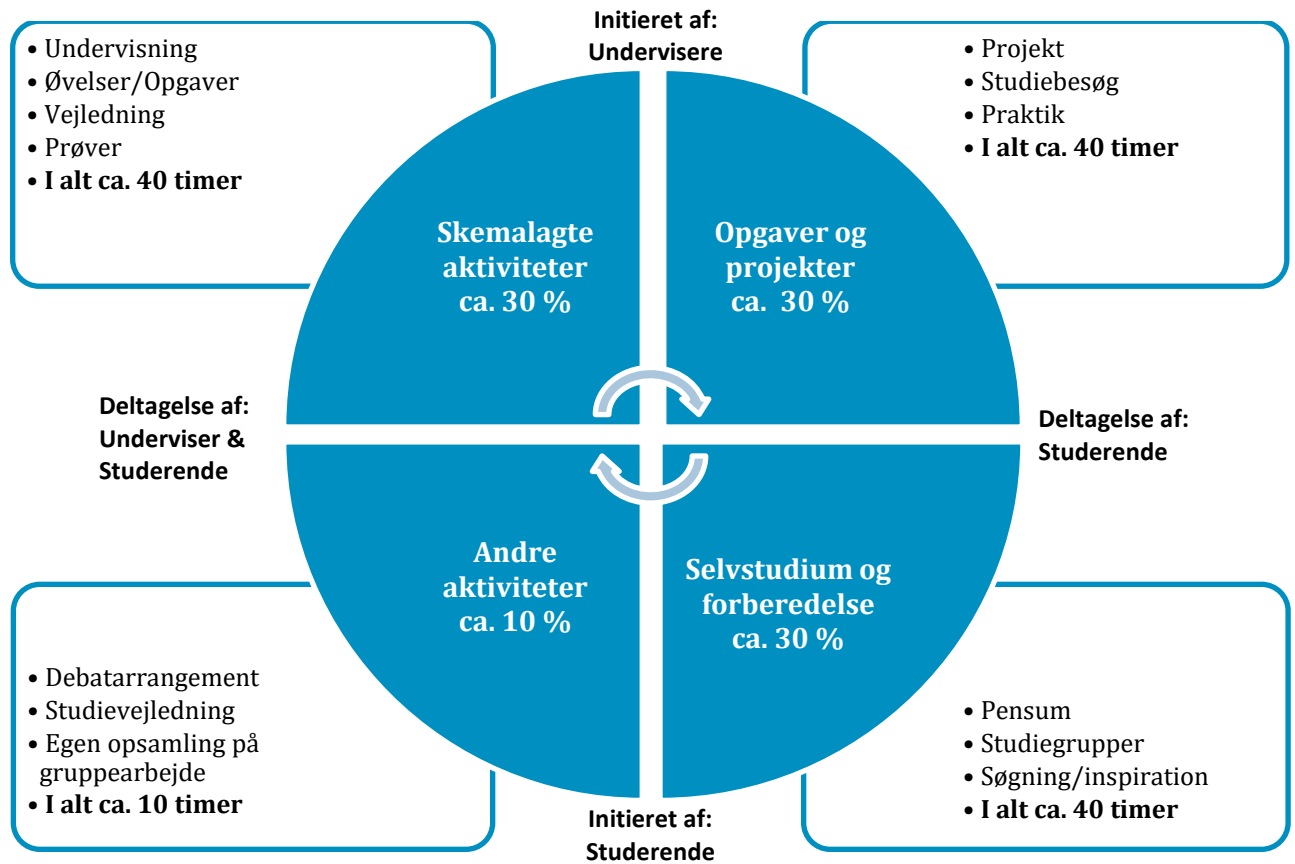 Initieret af:
Undervisere
• Undervisning
• Øvelser/Opgaver
• Vejledning
• Prøver
• I alt ca. 40 timer
• Projekt
• Studiebesøg
• Praktik
• I alt ca. 40 timer
Skemalagte
aktiviteter
ca. 30 %
Opgaver og
projekter
ca. 30 %
Deltagelse af:
Underviser &
Studerende
Deltagelse af:
Studerende
Andre
aktiviteter
ca. 10 %
Selvstudium og
forberedelse
ca. 30 %
• Debatarrangement
• Studievejledning
• Egen opsamling på
gruppearbejde
• I alt ca. 10 timer
• Pensum
• Studiegrupper
• Søgning/inspiration
• I alt ca. 40 timer
Initieret af:
Studerende